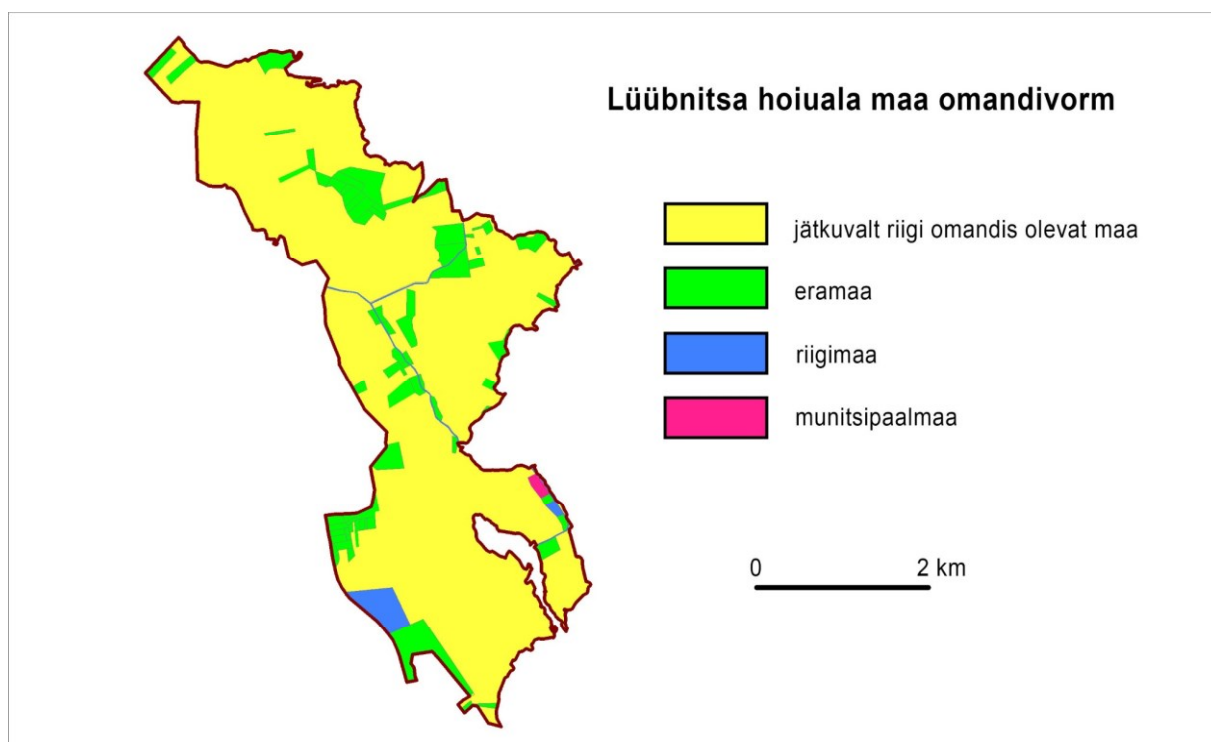 Lüübnitsa hoiuala maa omandivorm
jätkuvalt riigi omandis olevat maa
eramaa
riigimaa
munitsipaalmaa
0 2 km